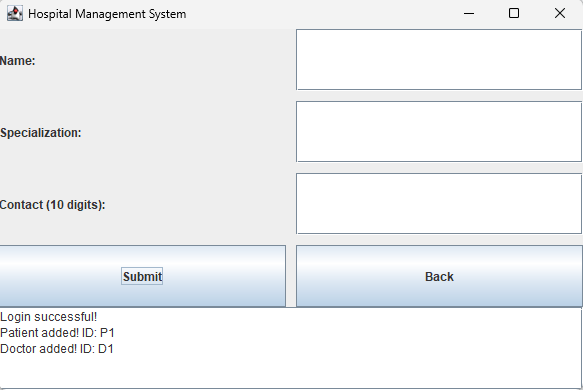 Hospital Management System
Name:
Specialization:
Contact (10 digits):
Submit
Back
Login successful!
Patient added! ID: P1
Doctor added! ID: D1